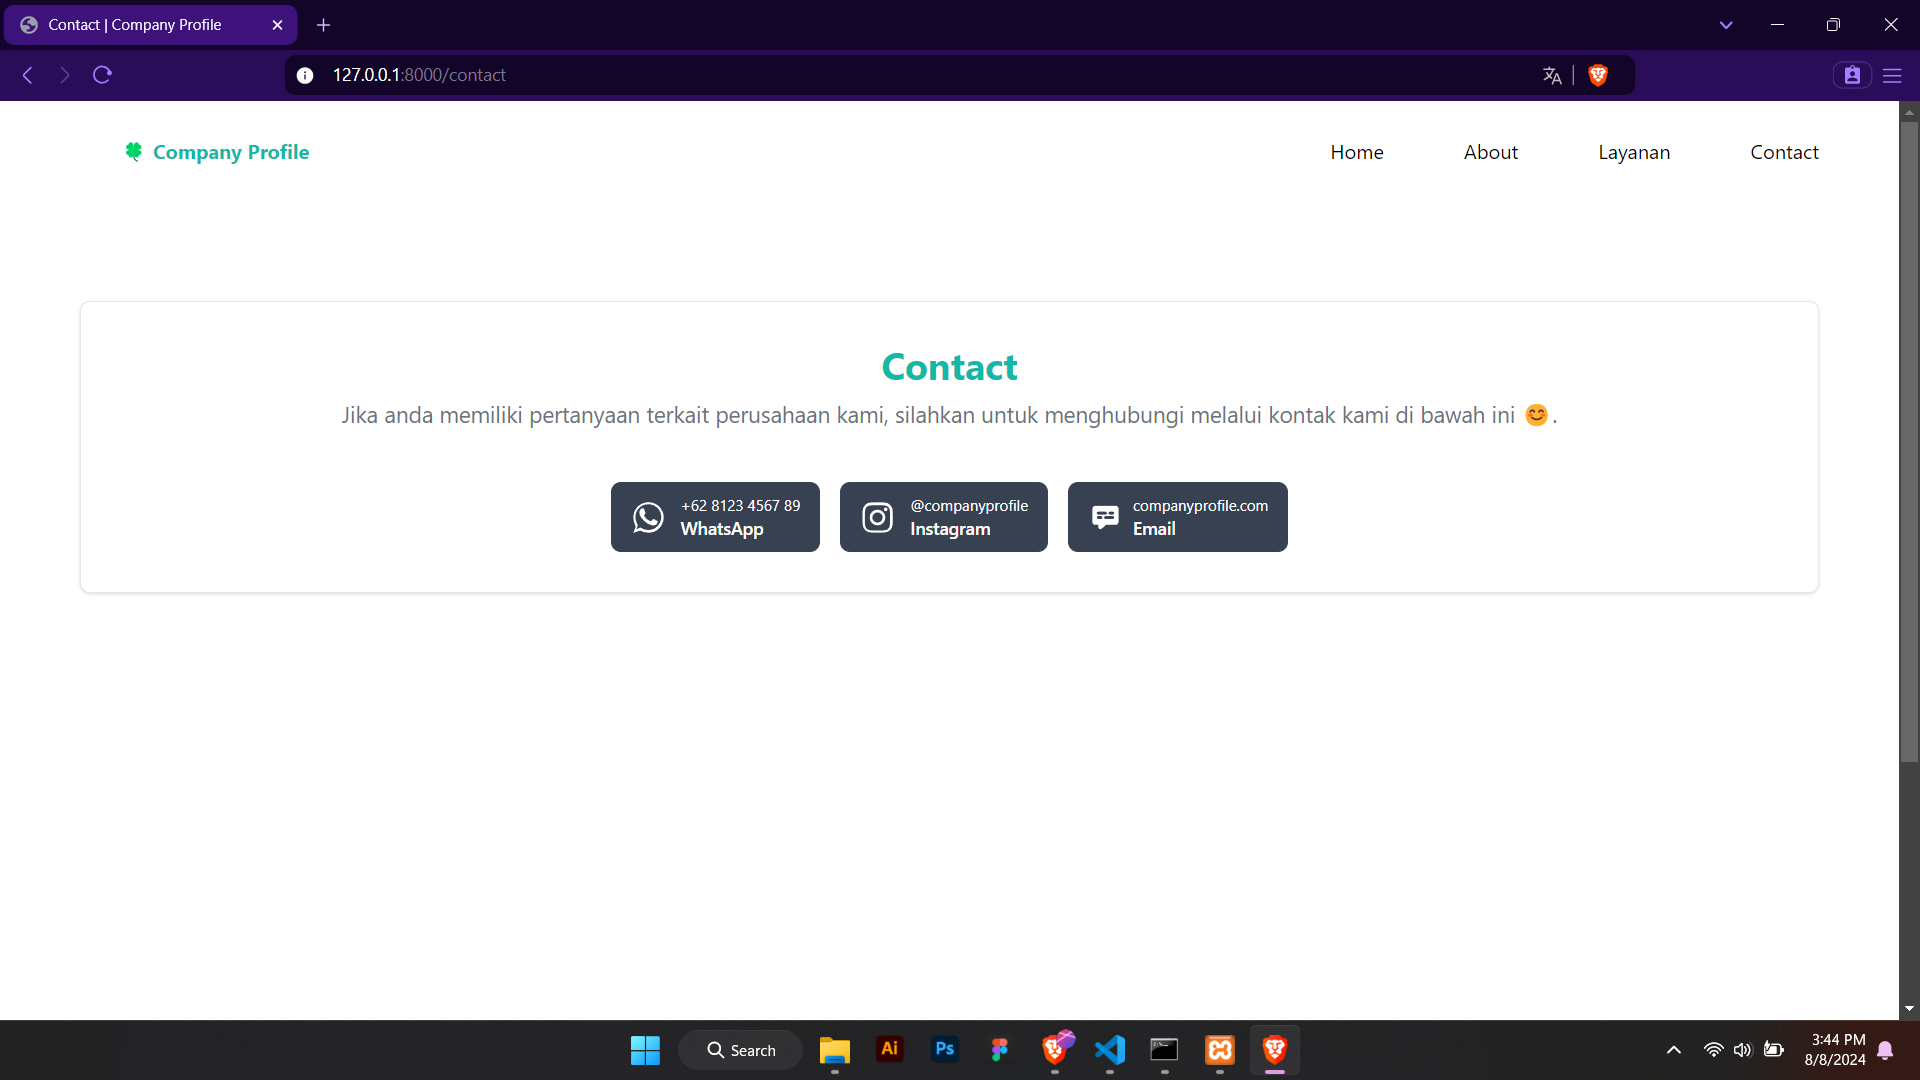 Contact | Company Profile
127.0.0.1:8000/contact
🍀 Company Profile
Home
About
Layanan
Contact
Contact
Jika anda memiliki pertanyaan terkait perusahaan kami, silahkan untuk menghubungi melalui kontak kami di bawah ini 😊.
+62 8123 4567 89
WhatsApp
@companyprofile
Instagram
companyprofile.com
Email
Search
Ai
Ps
3:44 PM
8/8/2024